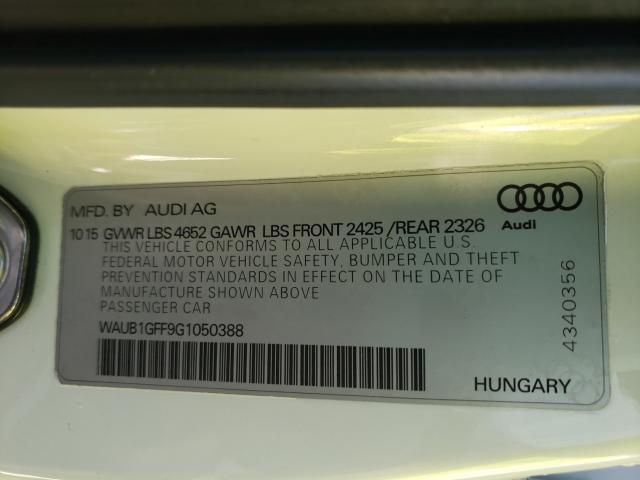 MFD. BY AUDI AG
Audi
10 15 GVWR LBS 4652 GAWR LBS FRONT 2425 /REAR 2326
THIS VEHICLE CONFORMS TO ALL APPLICABLE U.S.
FEDERAL MOTOR VEHICLE SAFETY, BUMPER AND THEFT
PREVENTION STANDARDS IN EFFECT ON THE DATE OF
MANUFACTURE SHOWN ABOVE
PASSENGER CAR
WAUB1GFF9G1050388
4340356
HUNGARY